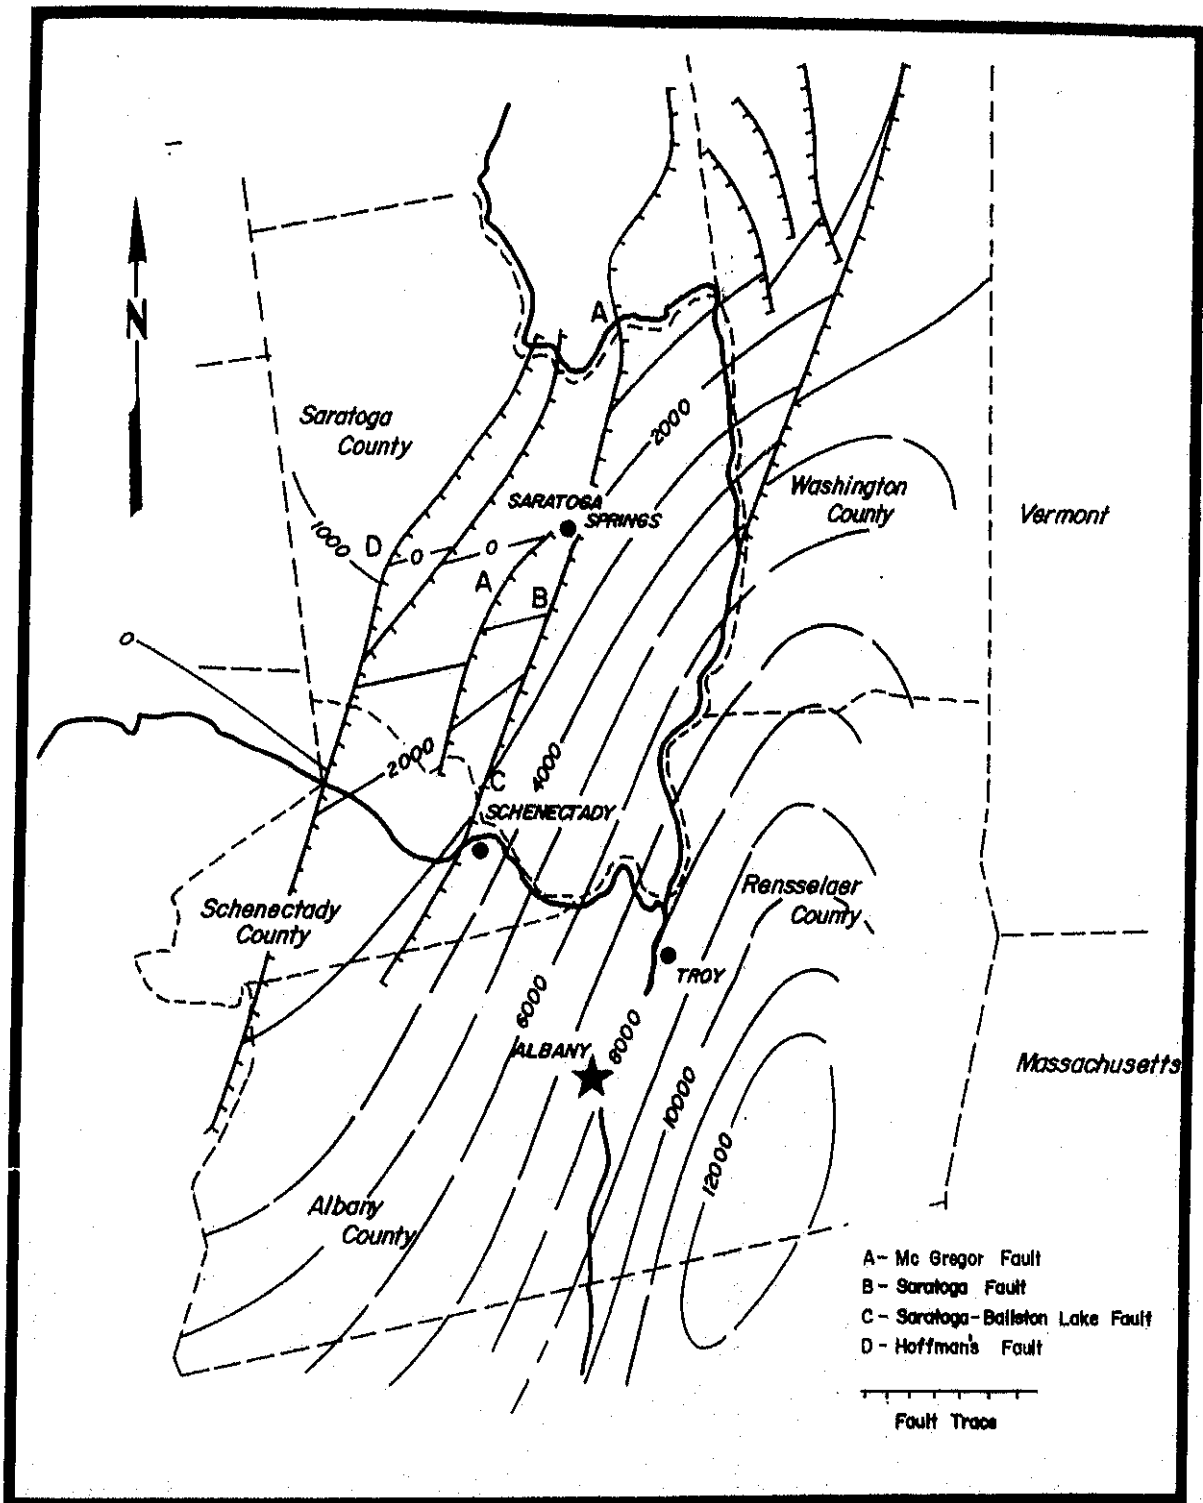 N
A
Saratoga
County
2000
SARATOGA
SPRINGS
Washington
County
Vermont
1000
D
0
0
A
B
0
2000
C
4000
SCHENECTADY
Schenectady
County
Rensselaer
County
TROY
6000
ALBANY
8000
10000
12000
Massachusetts
Albany
County
A- Mc Gregor Fault
B - Saratoga Fault
C - Saratoga-Ballston Lake Fault
D - Hoffman's Fault
Fault Trace